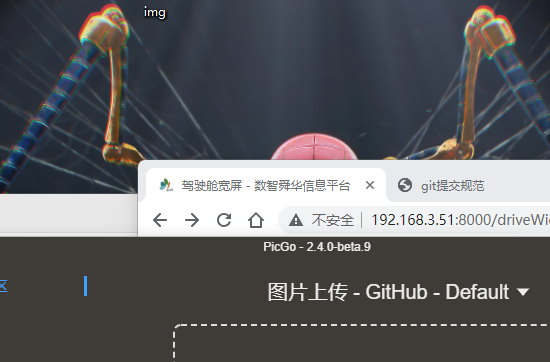 img
驾驶舱宽屏 - 数智舜华信息平台
git提交规范
不安全 192.168.3.51:8000/driveWi
PicGo - 2.4.0-beta.9
区
图片上传 - GitHub - Default